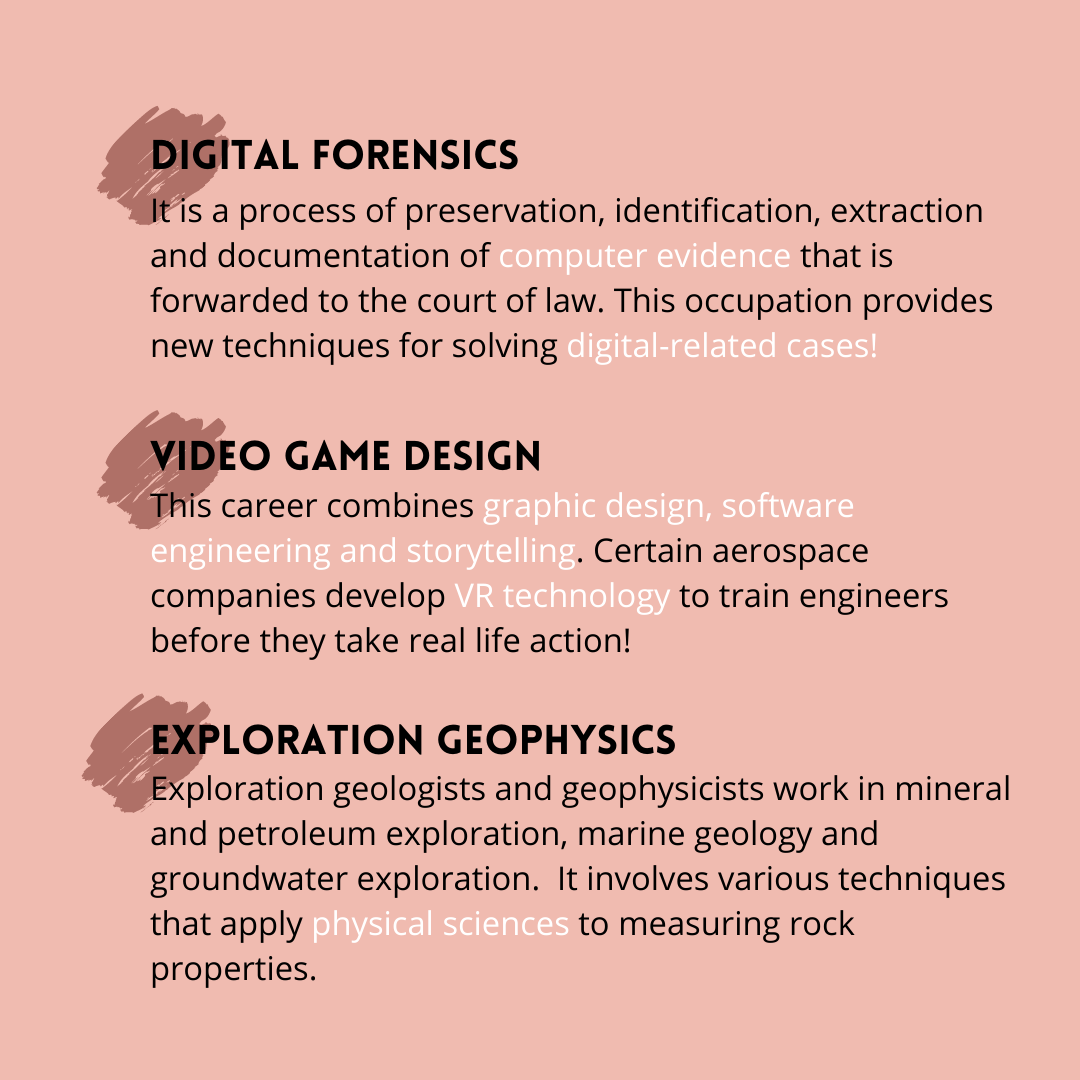 DIGITAL FORENSICS
It is a process of preservation, identification, extraction
and documentation of computer evidence that is
forwarded to the court of law. This occupation provides
new techniques for solving digital-related cases!
VIDEO GAME DESIGN
This career combines graphic design, software
engineering and storytelling. Certain aerospace
companies develop VR technology to train engineers
before they take real life action!
EXPLORATION GEOPHYSICS
Exploration geologists and geophysicists work in mineral
and petroleum exploration, marine geology and
groundwater exploration.  It involves various techniques
that apply physical sciences to measuring rock
properties.